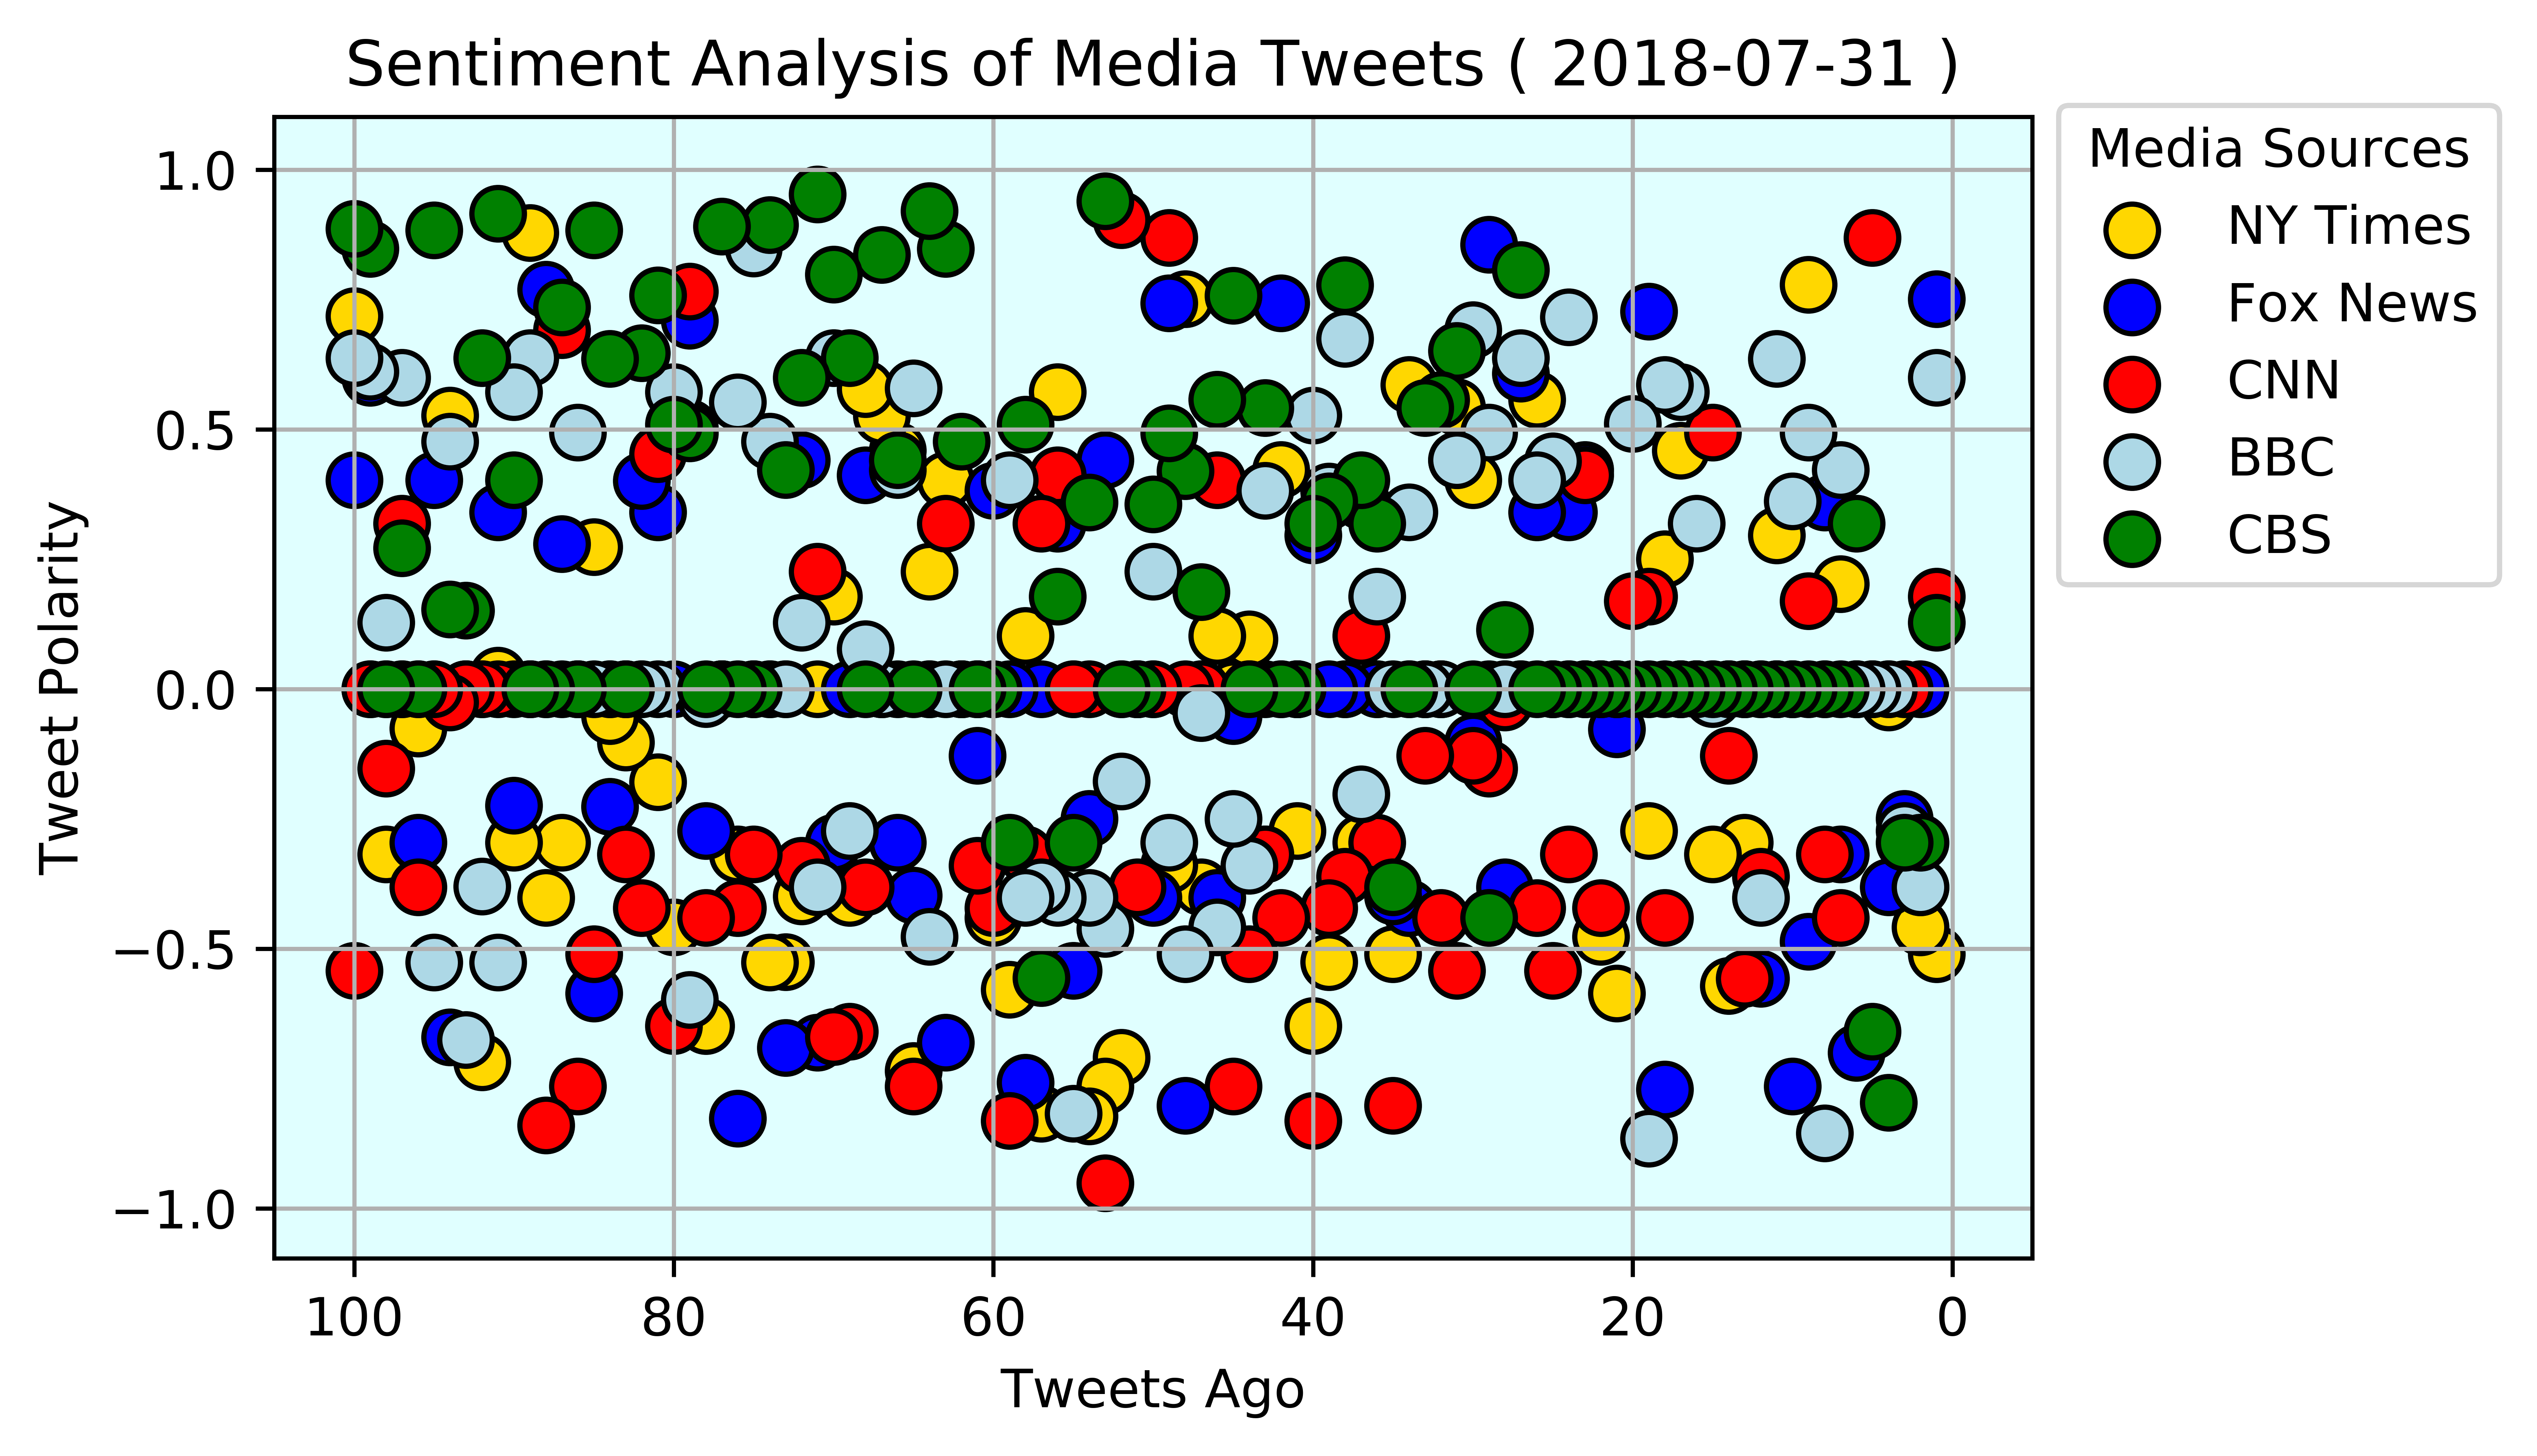 Sentiment Analysis of Media Tweets ( 2018-07-31 )
Media Sources
NY Times
Fox News
CNN
BBC
CBS
Tweet Polarity
1.0
0.5
0.0
−0.5
−1.0
100 80 60 40 20 0
Tweets Ago